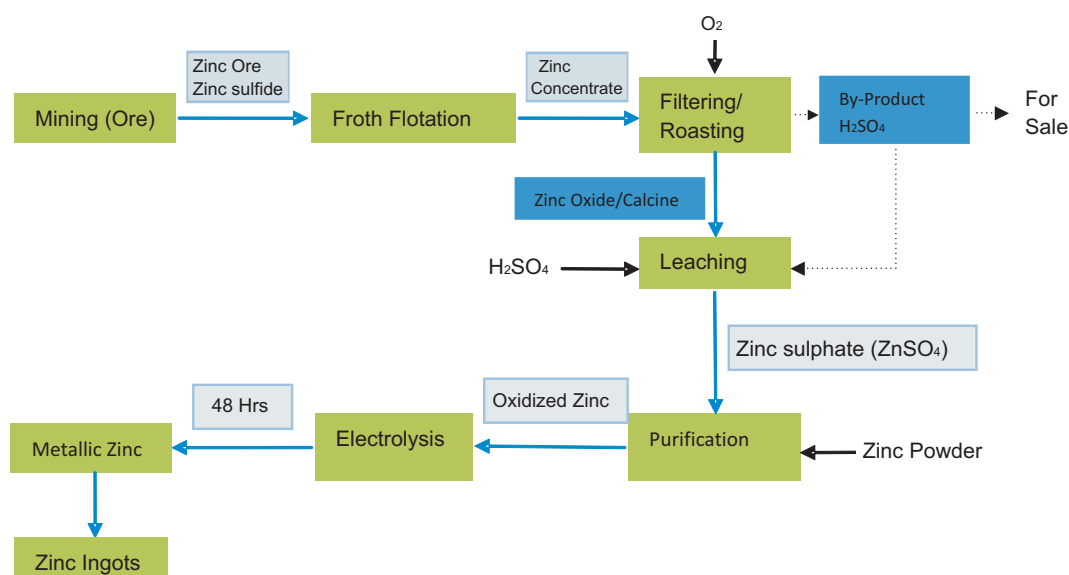 O₂
Zinc Ore
Zinc sulfide
Zinc
Concentrate
Mining (Ore)
Froth Flotation
Filtering/
Roasting
By-Product
H₂SO₄
For
Sale
Zinc Oxide/Calcine
H₂SO₄
Leaching
Zinc sulphate (ZnSO₄)
48 Hrs
Oxidized Zinc
Metallic Zinc
Electrolysis
Purification
Zinc Powder
Zinc Ingots